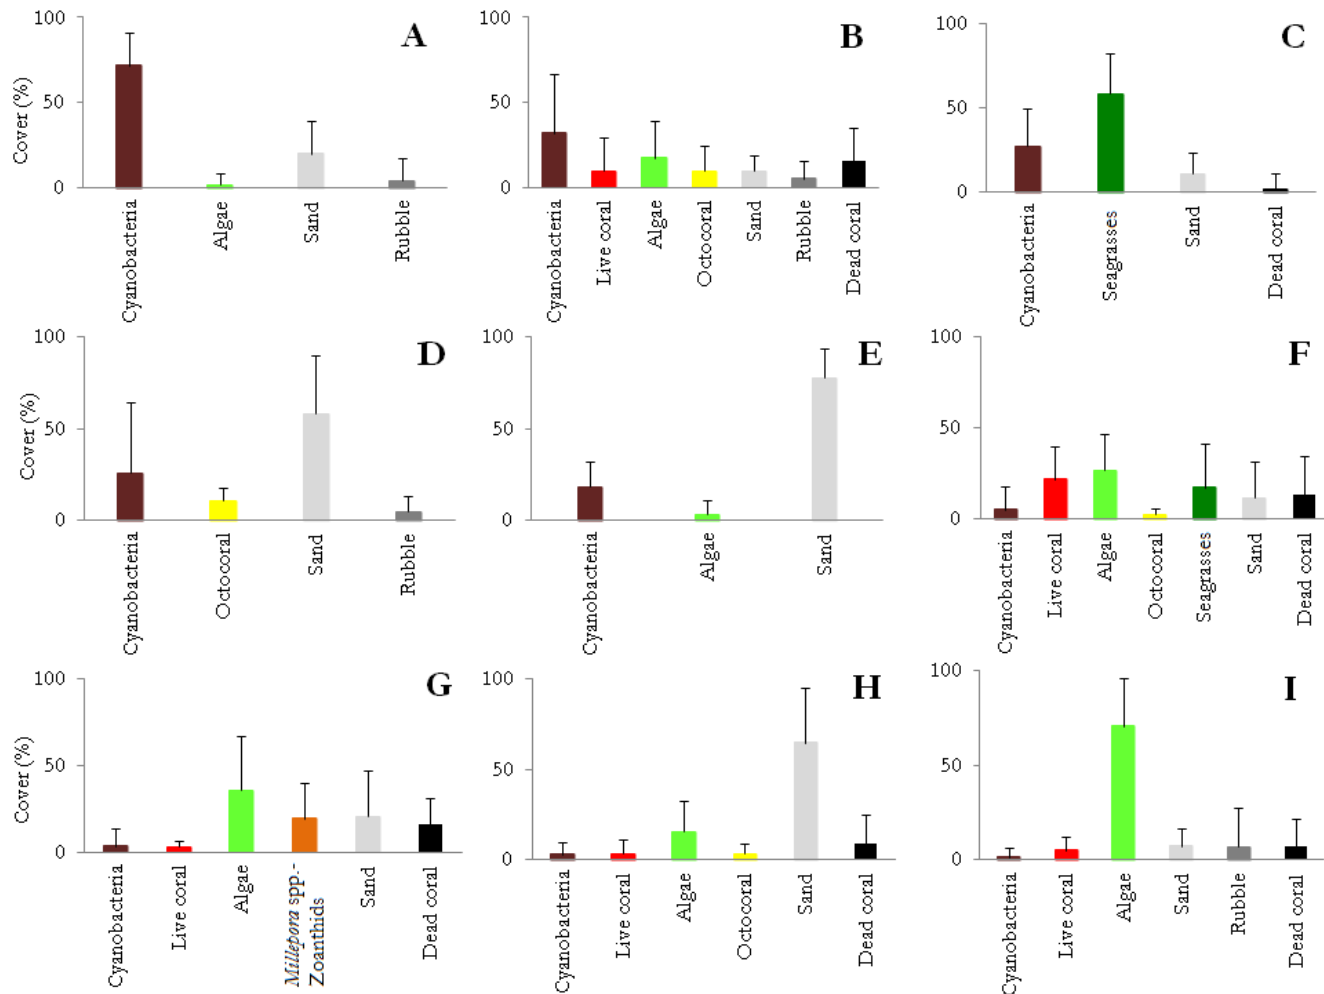 100
50
0
Cover (%)
A
Cyanobacteria
Algae
Sand
Rubble
100
50
0
B
Cyanobacteria
Live coral
Algae
Octocoral
Sand
Rubble
Dead coral
100
50
0
C
Cyanobacteria
Seagrasses
Sand
Dead coral
100
50
0
Cover (%)
D
Cyanobacteria
Octocoral
Sand
Rubble
100
50
0
E
Cyanobacteria
Algae
Sand
100
50
0
F
Cyanobacteria
Live coral
Algae
Octocoral
Seagrasses
Sand
Dead coral
100
50
0
Cover (%)
G
Cyanobacteria
Live coral
Algae
Millepora spp.-
Zoanthids
Sand
Dead coral
100
50
0
H
Cyanobacteria
Live coral
Algae
Octocoral
Sand
Dead coral
100
50
0
I
Cyanobacteria
Live coral
Algae
Sand
Rubble
Dead coral